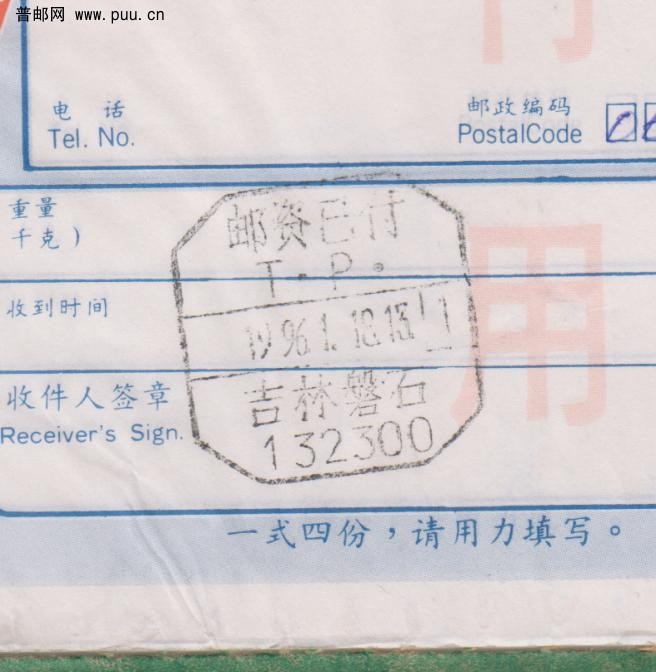 普邮网 www.puu.cn
电 话
Tel. No.
邮政编码
PostalCode
重量
千克)
邮资已付
T·P·
收到时间
1996.1.18.15
1
吉林磐石
132300
收件人签章
Receiver's Sign.
用
一式四份，请用力填写。